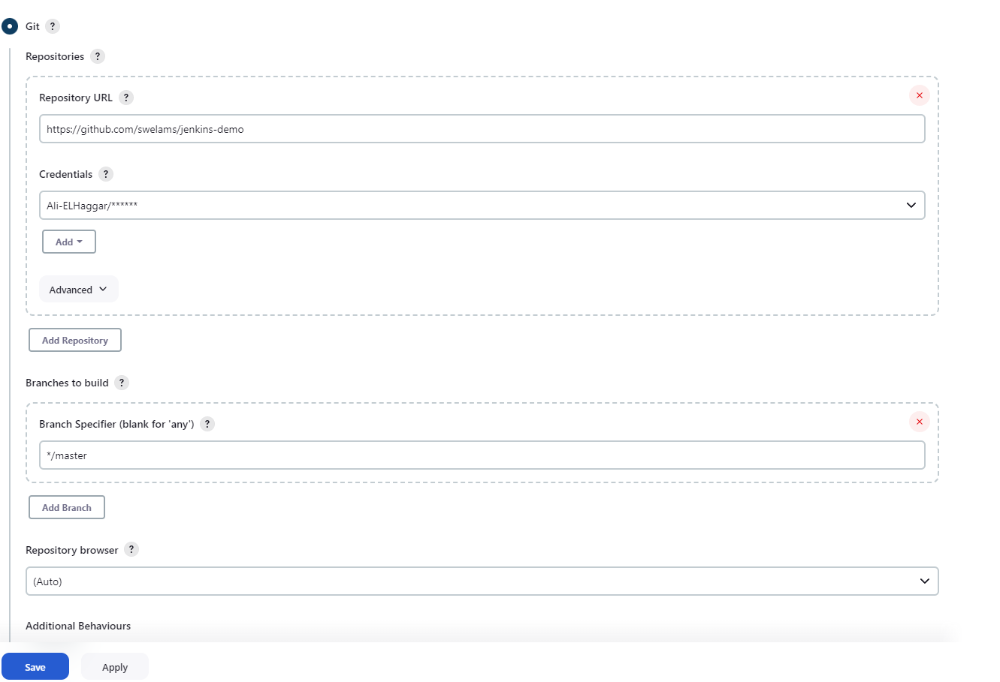 Git ?
Repositories ?
Repository URL ?
https://github.com/swelams/jenkins-demo
Credentials ?
Ali-ELHaggar/******
Add
Advanced
Add Repository
Branches to build ?
Branch Specifier (blank for 'any') ?
*/master
Add Branch
Repository browser ?
(Auto)
Additional Behaviours
Save Apply